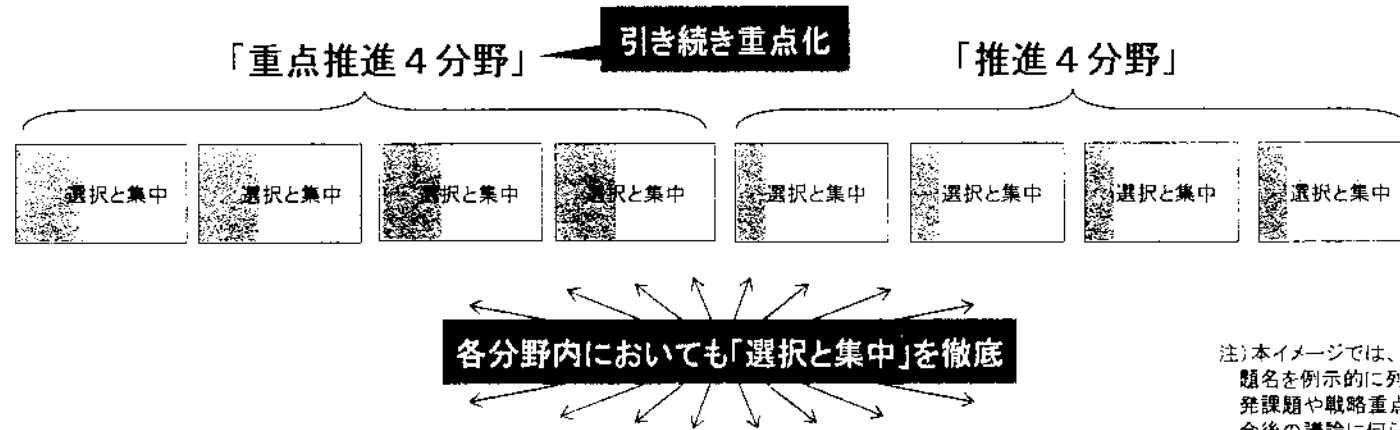 引き続き重点化
「重点推進４分野」
「推進４分野」
選択と集中
選択と集中
選択と集中
選択と集中
選択と集中
選択と集中
選択と集中
選択と集中
各分野内においても「選択と集中」を徹底
注）本イメージでは、
題名を例示的に列
発課題や戦略重点